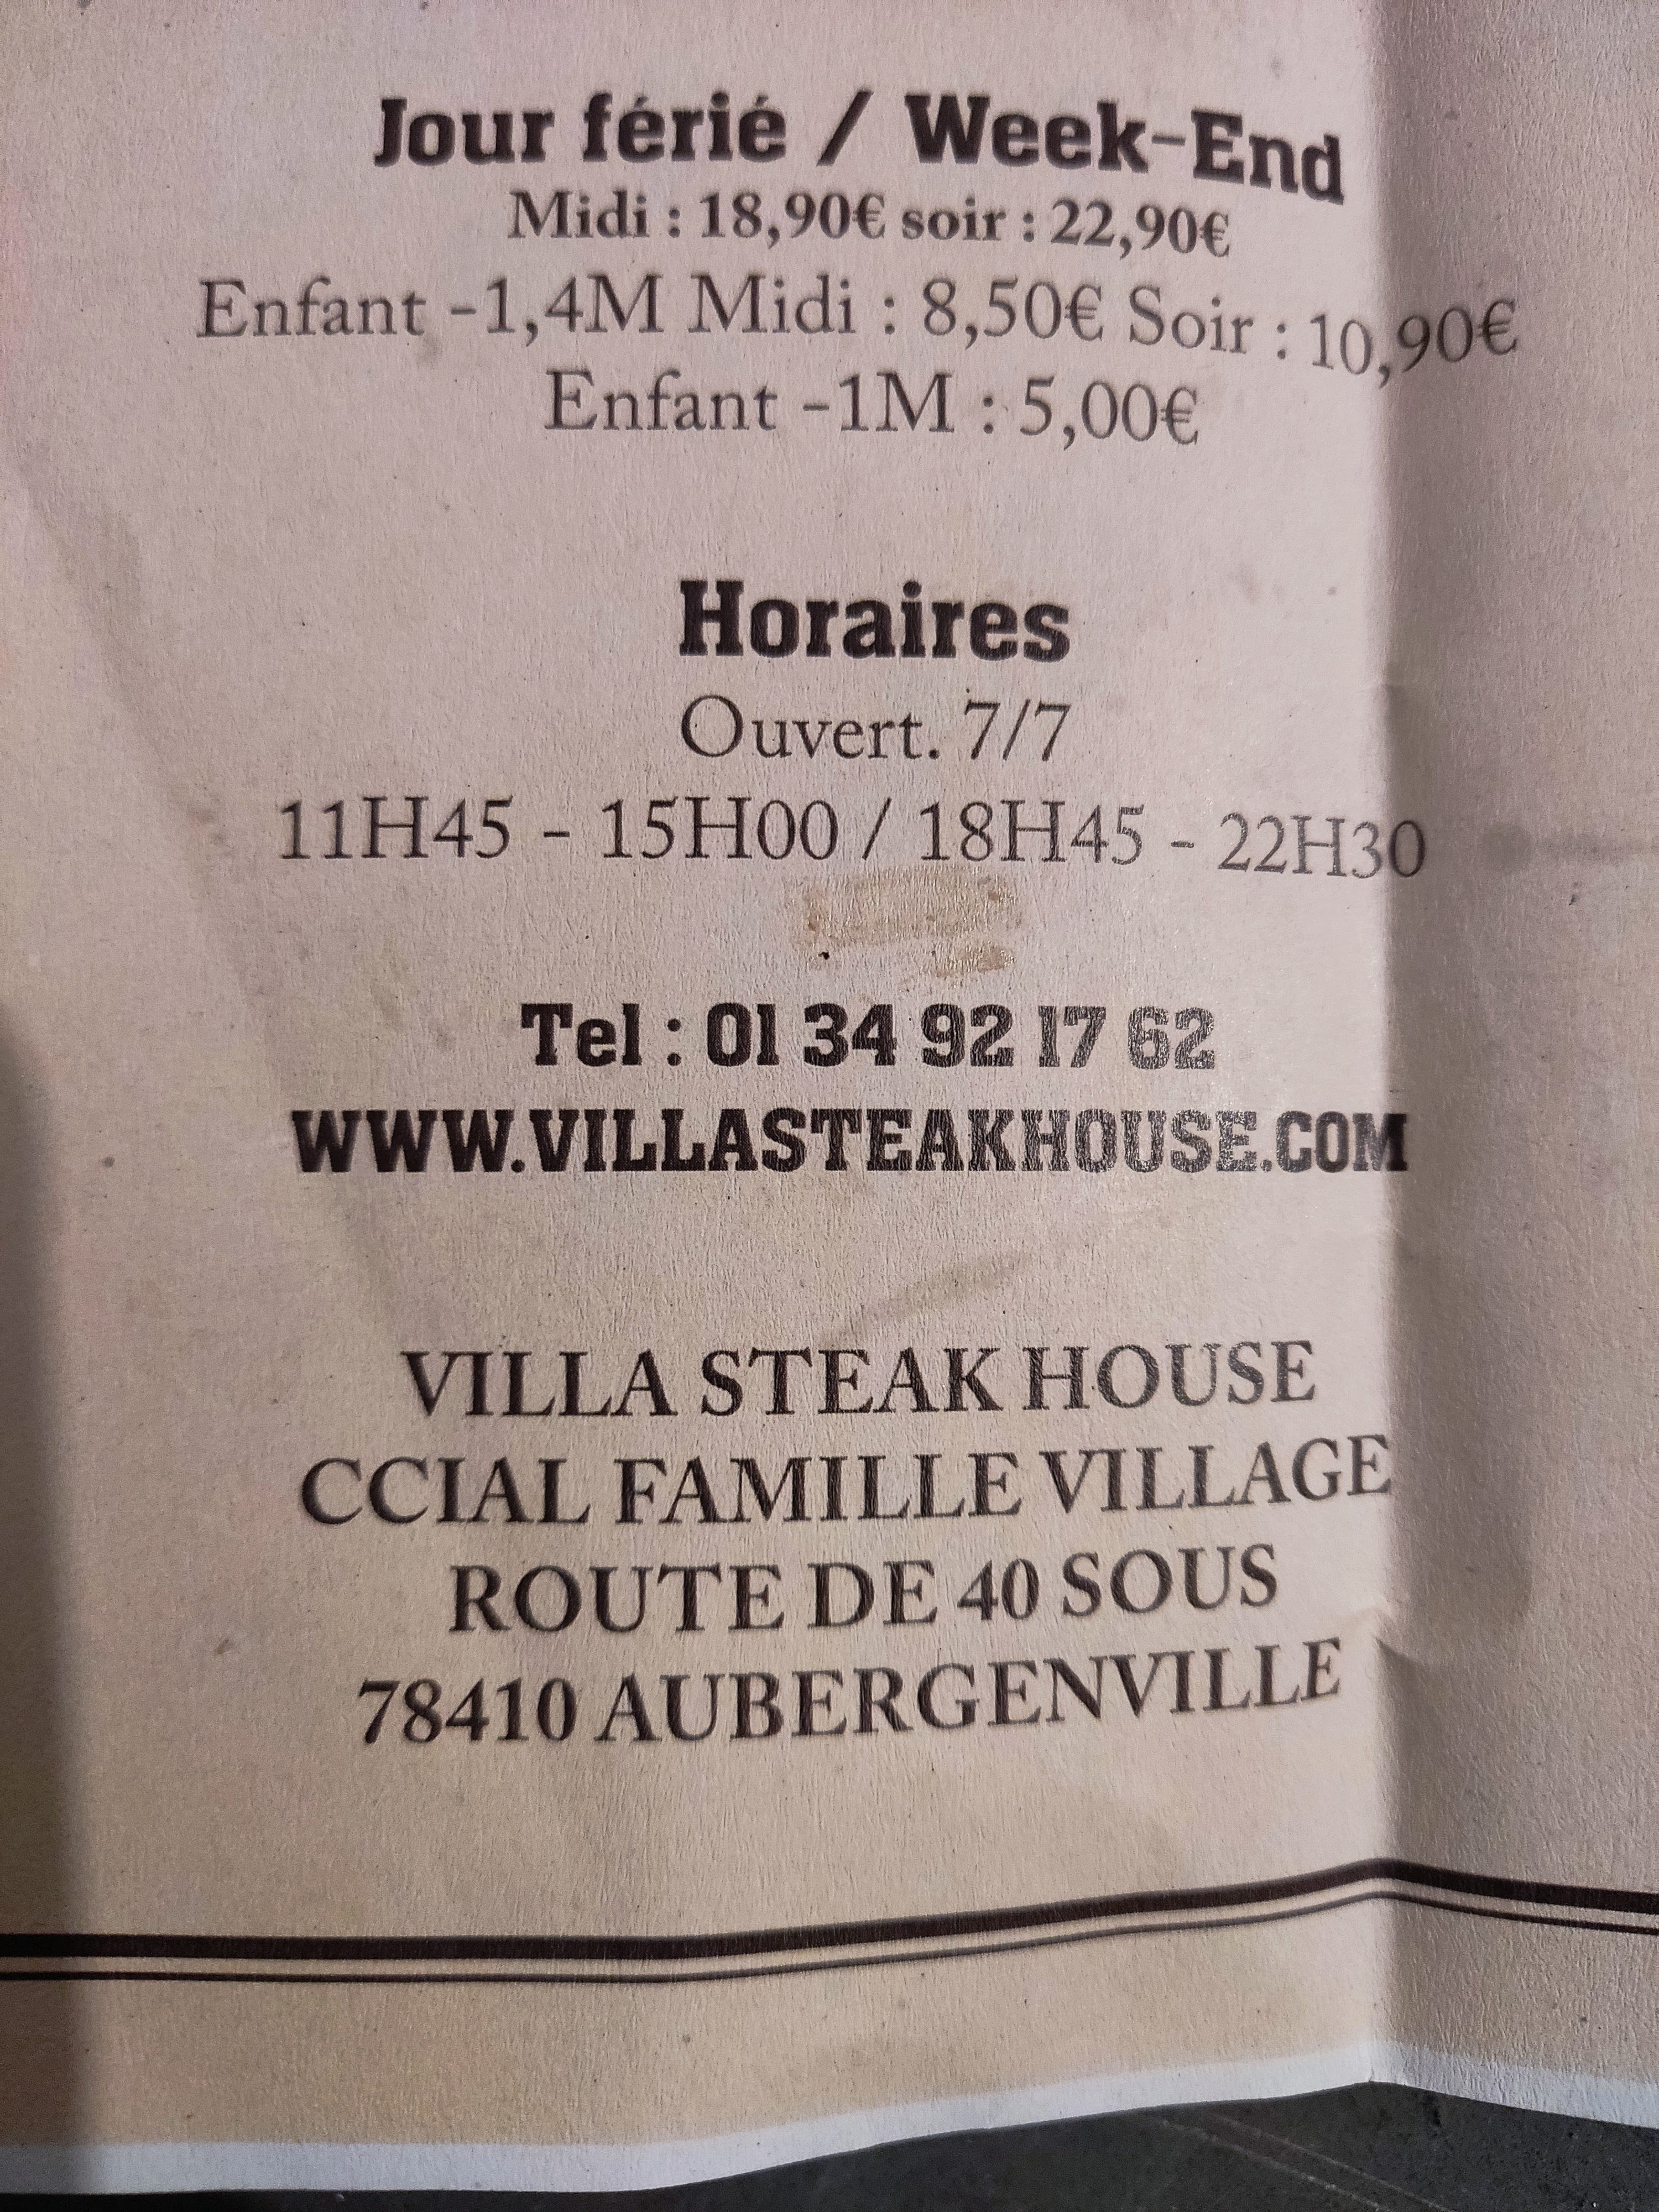 Jour férié / Week-End
Midi : 18,90€ soir : 22,90€
Enfant -1,4M Midi : 8,50€ Soir : 10,90€
Enfant -1M : 5,00€
Horaires
Ouvert. 7/7
11H45 - 15H00 / 18H45 - 22H30
Tel : 01 34 92 17 62
WWW.VILLASTEAKHOUSE.COM
VILLA STEAK HOUSE
CCIAL FAMILLE VILLAGE
ROUTE DE 40 SOUS
78410 AUBERGENVILLE